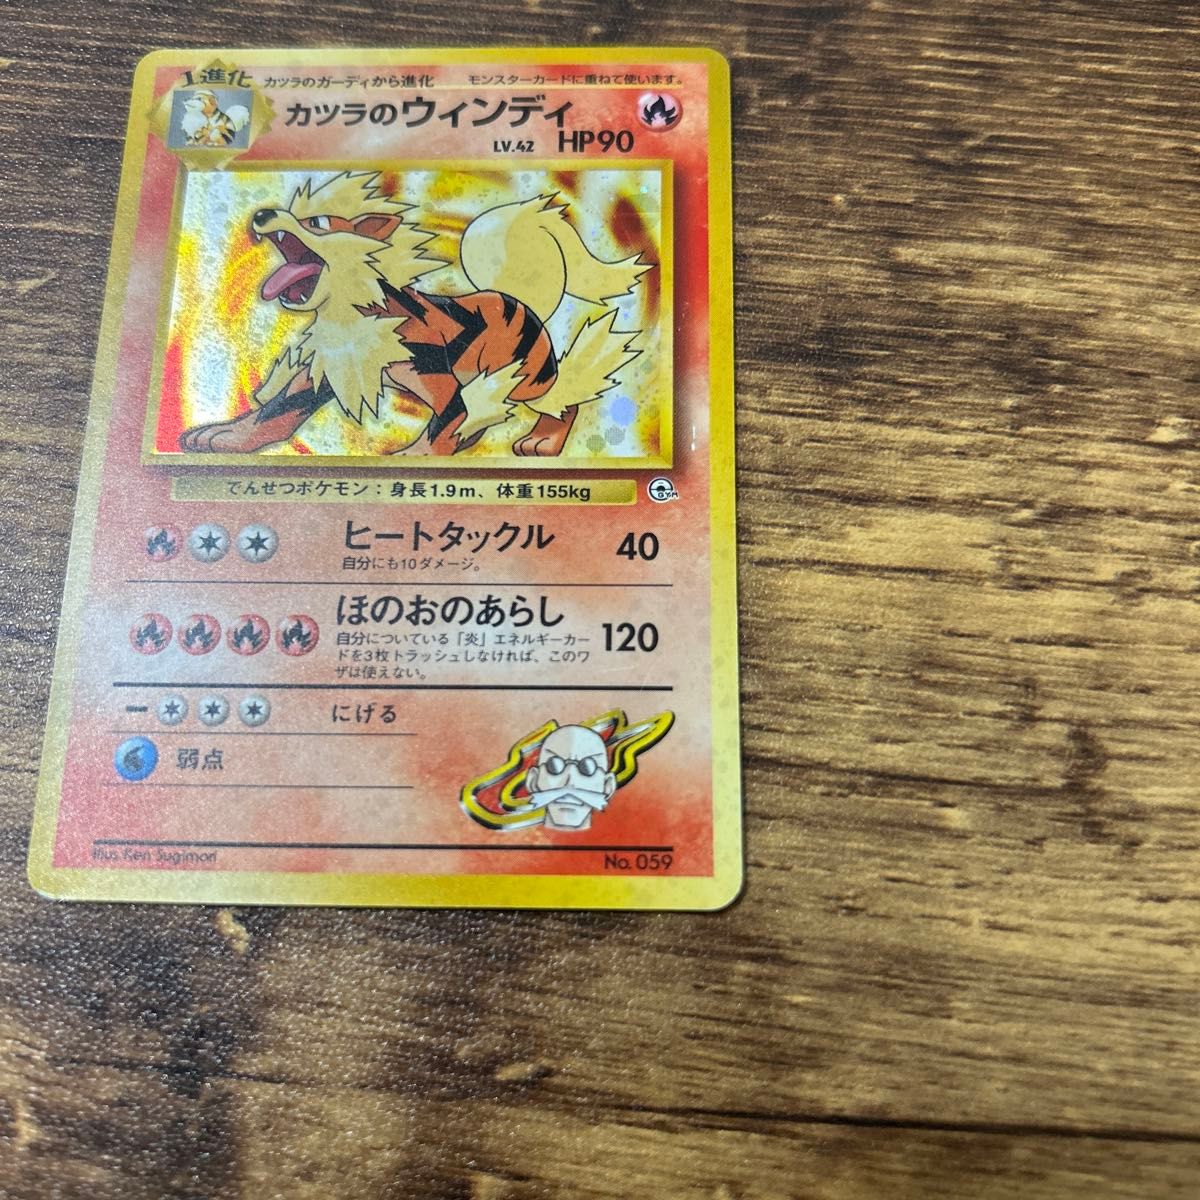 1進化 カツラのガーディから進化 モンスターカードに重ねて使います。
カツラのウィンディ
LV.42 HP90
でんせつポケモン：身長1.9m、体重155kg
GYM
ヒートタックル 40
自分にも10ダメージ。
ほのおのあらし 120
自分についている「炎」エネルギーカー
ドを3枚トラッシュしなければ、このワ
ザは使えない。
にげる
弱点
Illus Ken Sugimori No. 059